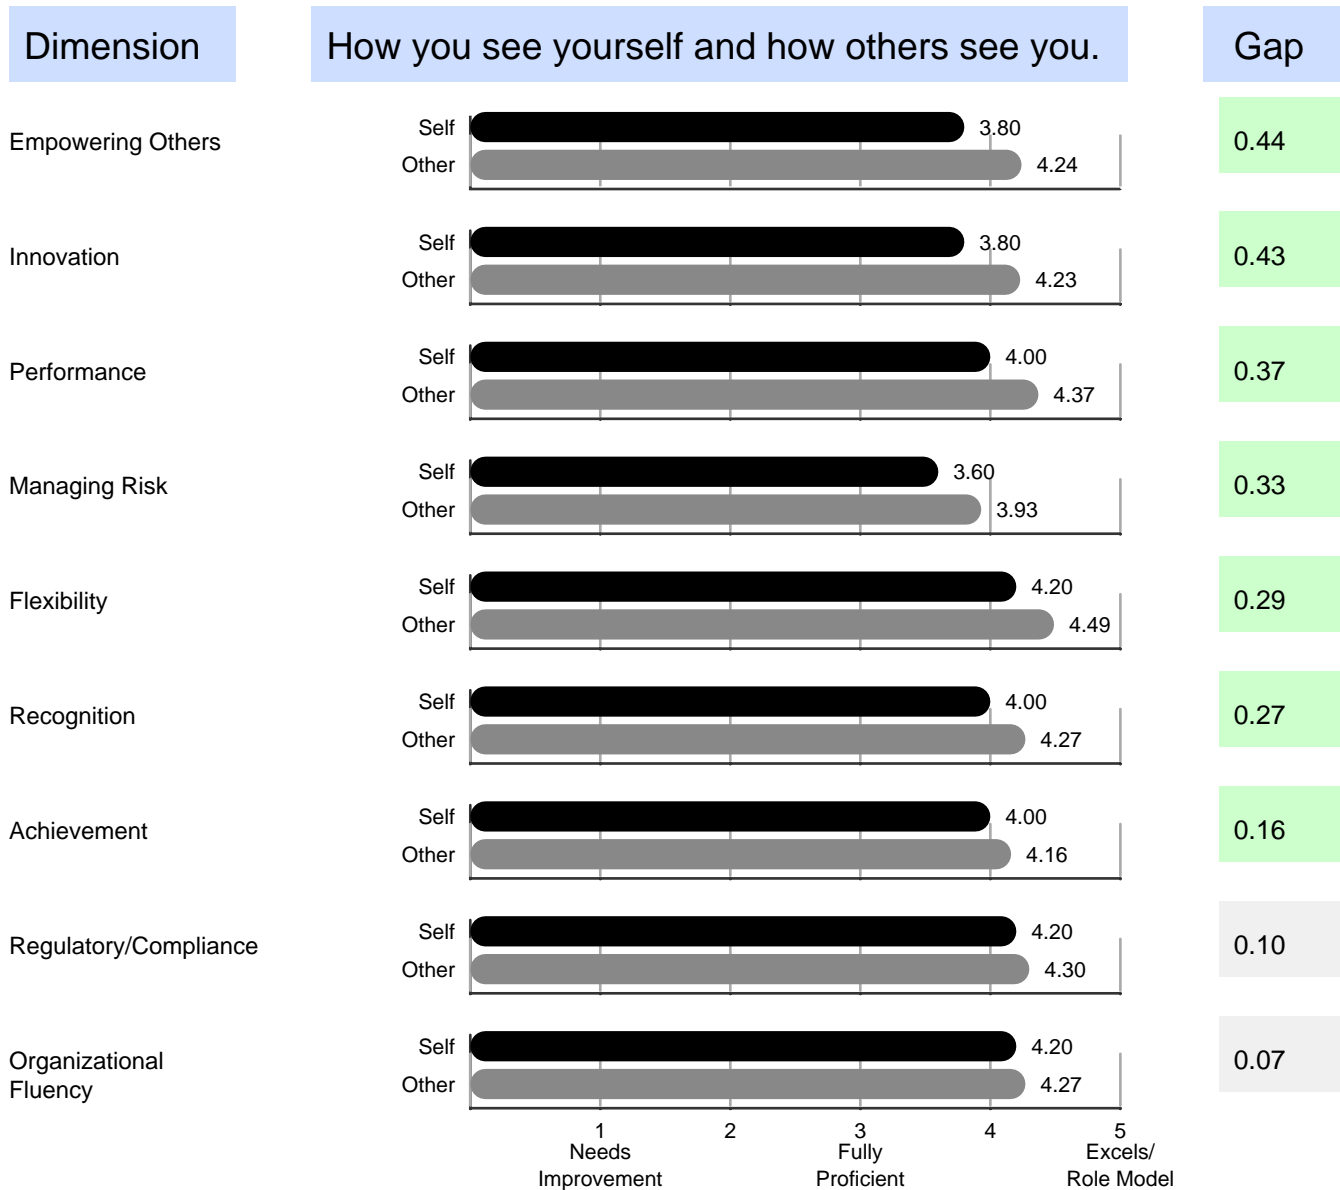 Dimension
How you see yourself and how others see you.
Gap
Empowering Others
Self
3.80
Other
4.24
0.44
Innovation
Self
3.80
Other
4.23
0.43
Performance
Self
4.00
Other
4.37
0.37
Managing Risk
Self
3.60
Other
3.93
0.33
Flexibility
Self
4.20
Other
4.49
0.29
Recognition
Self
4.00
Other
4.27
0.27
Achievement
Self
4.00
Other
4.16
0.16
Regulatory/Compliance
Self
4.20
Other
4.30
0.10
Organizational
Fluency
Self
4.20
Other
4.27
0.07
1 2 3 4 5
Needs
Improvement
Fully
Proficient
Excels/
Role Model